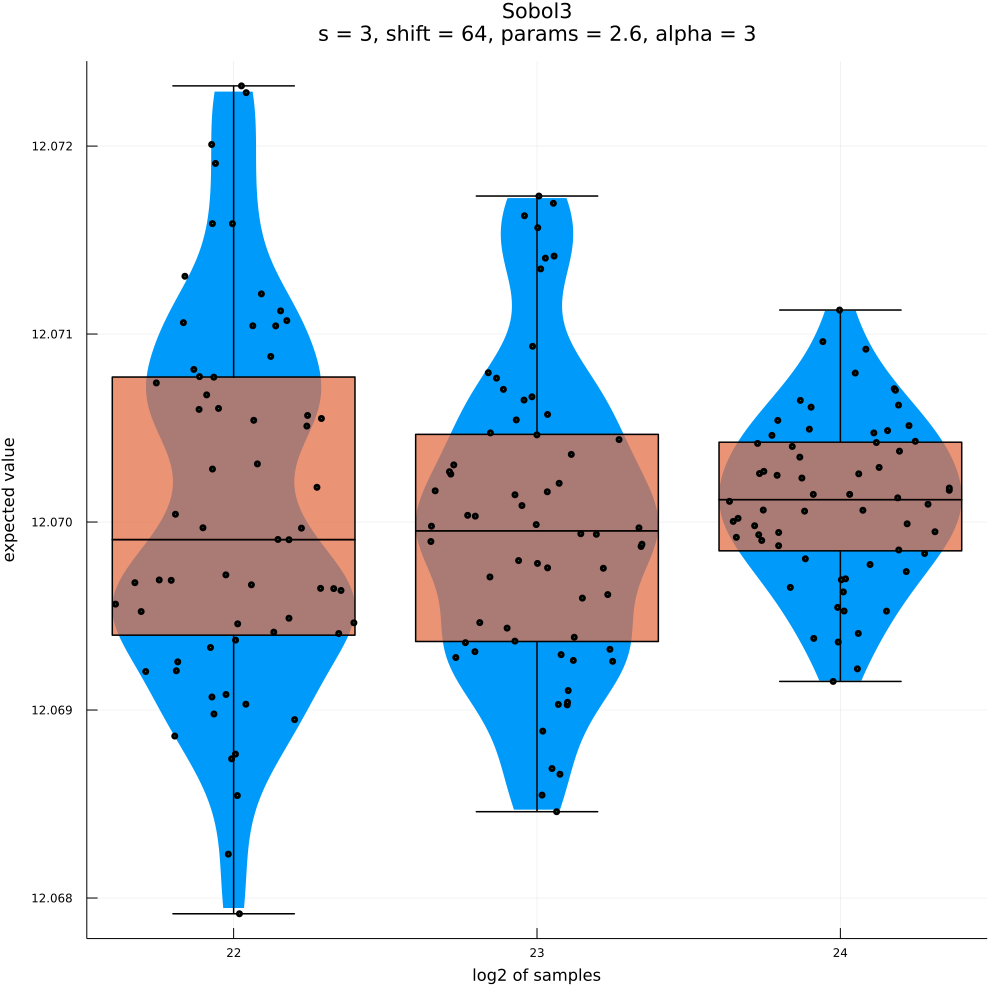 Sobol3
s = 3, shift = 64, params = 2.6, alpha = 3
12.072
12.071
12.070
12.069
12.068
expected value
22
23
24
log2 of samples